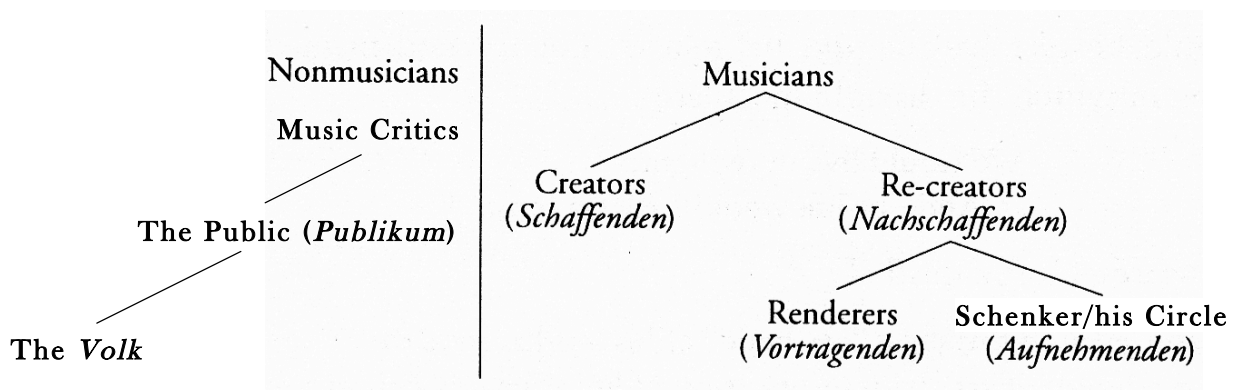 Nonmusicians
Music Critics
The Public (Publikum)
The Volk
Musicians
Creators
(Schaffenden)
Re-creators
(Nachschaffenden)
Renderers
(Vortragenden)
Schenker/his Circle
(Aufnehmenden)